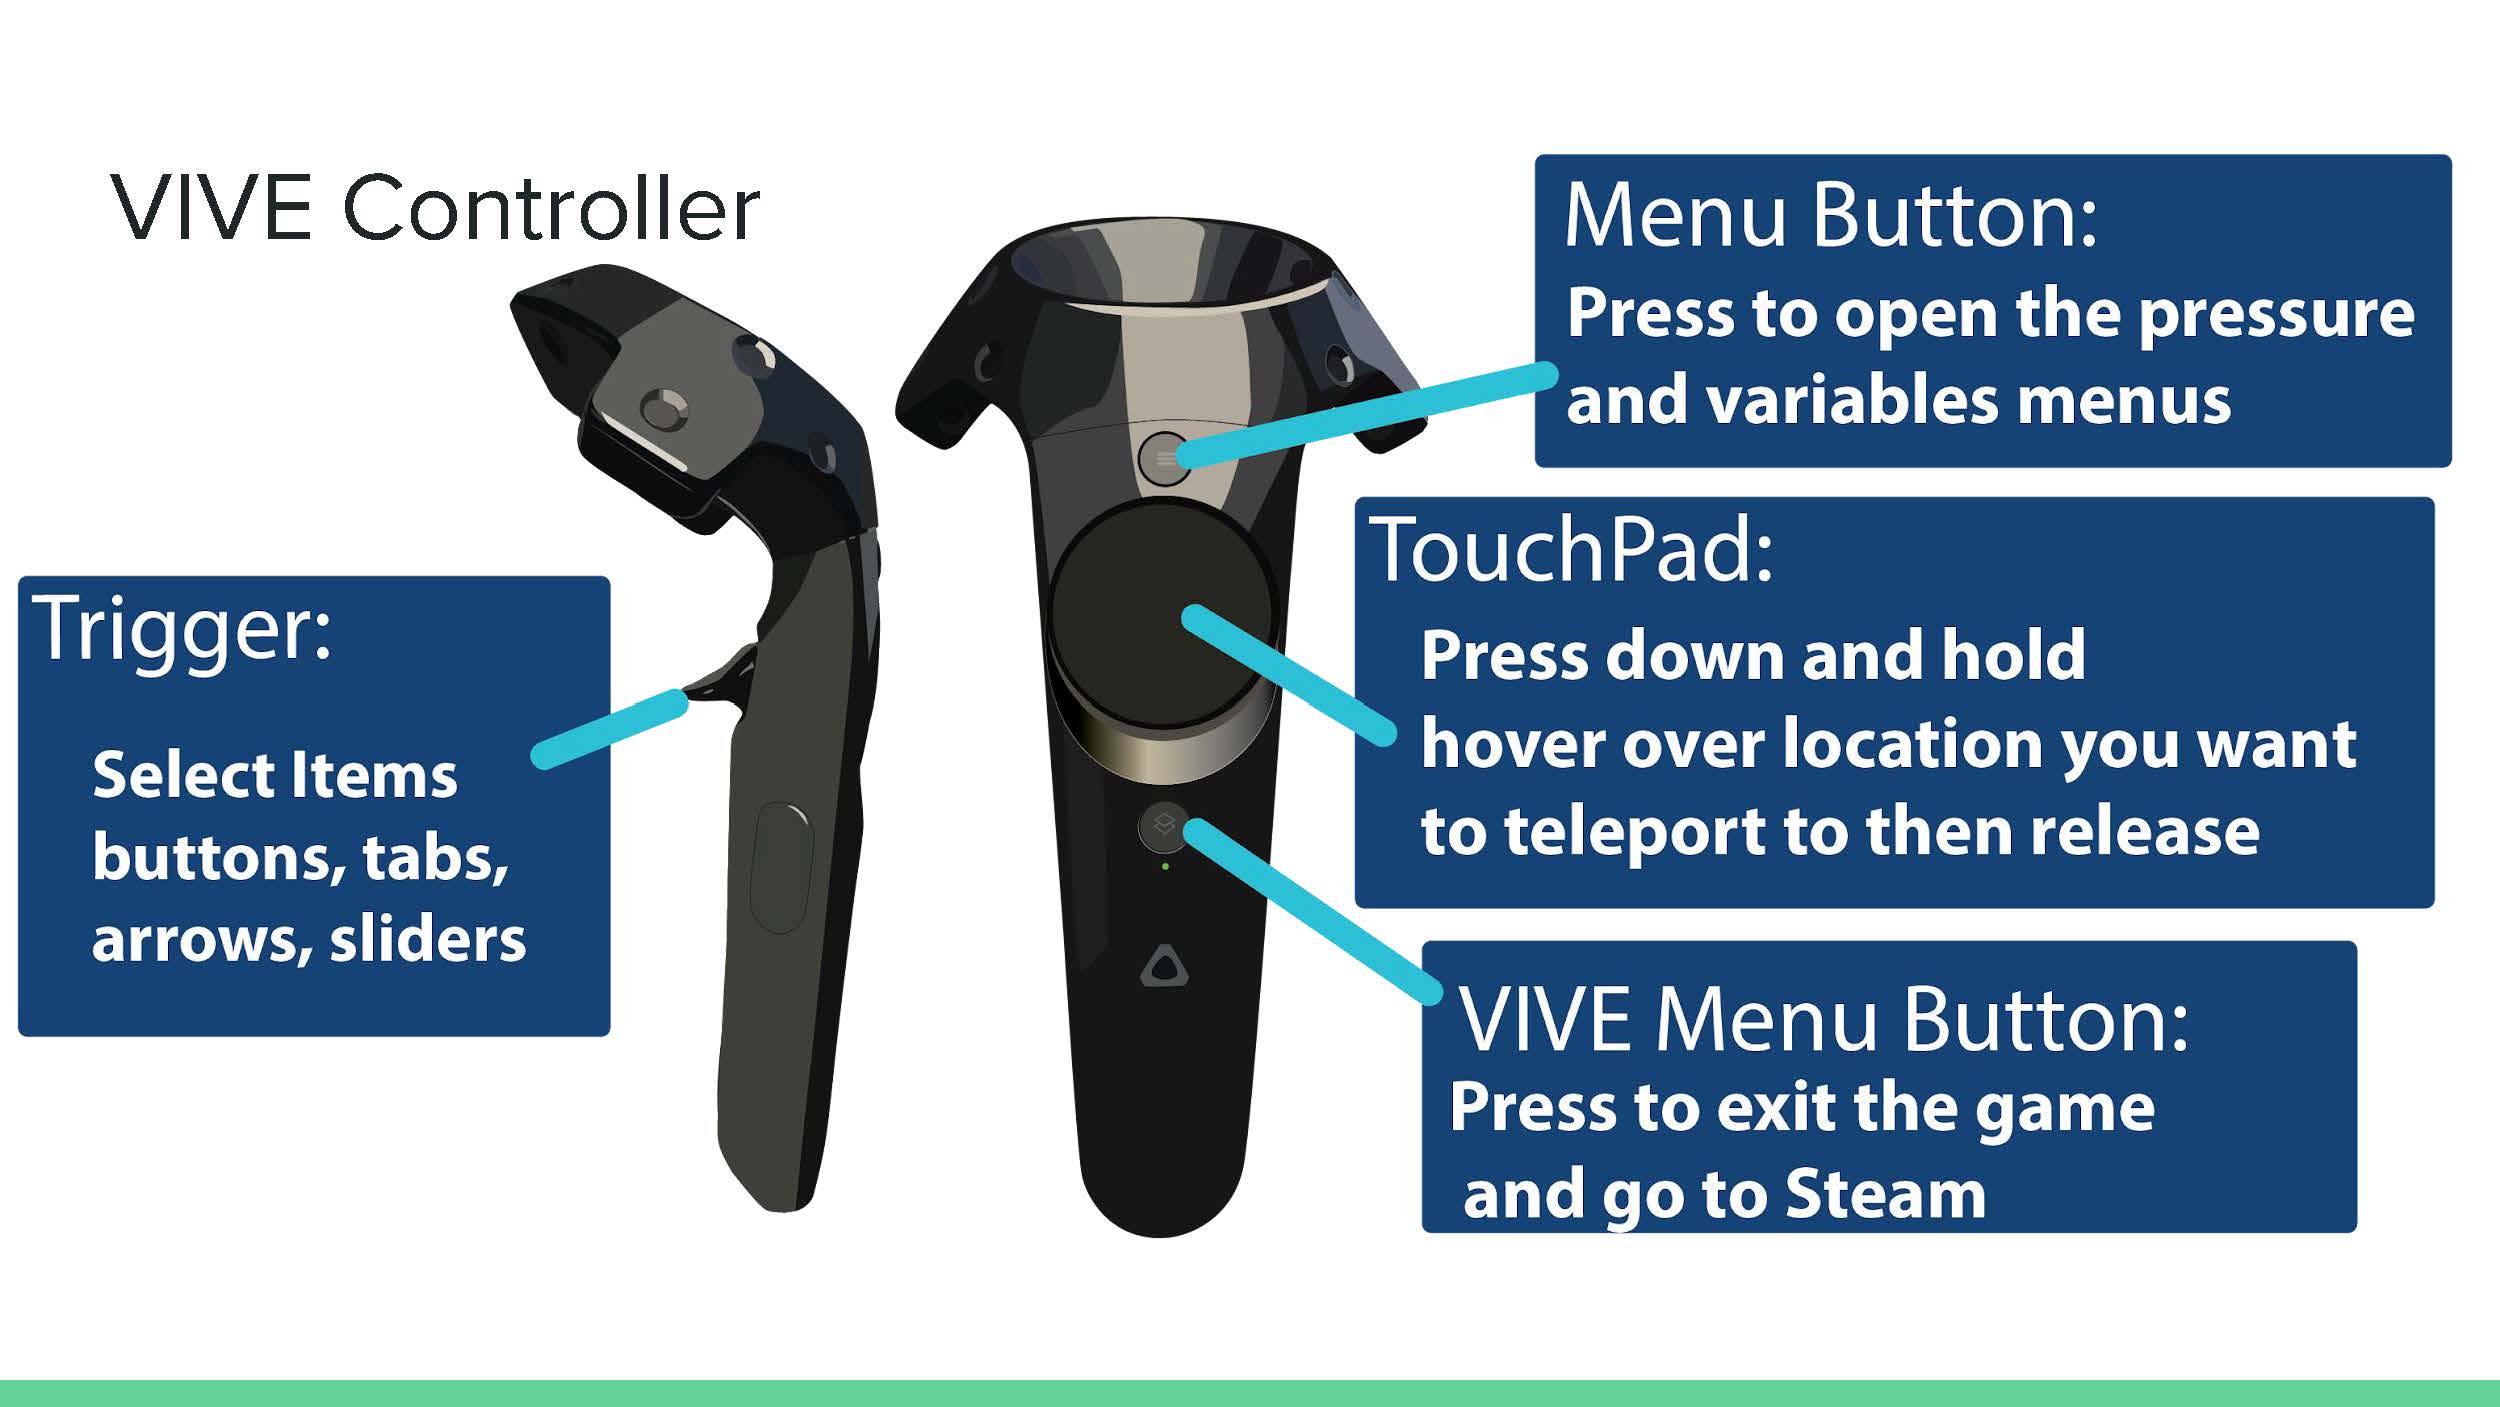 VIVE Controller
Menu Button:
Press to open the pressure
and variables menus
TouchPad:
Press down and hold
hover over location you want
to teleport to then release
Trigger:
Select Items
buttons, tabs,
arrows, sliders
VIVE Menu Button:
Press to exit the game
and go to Steam